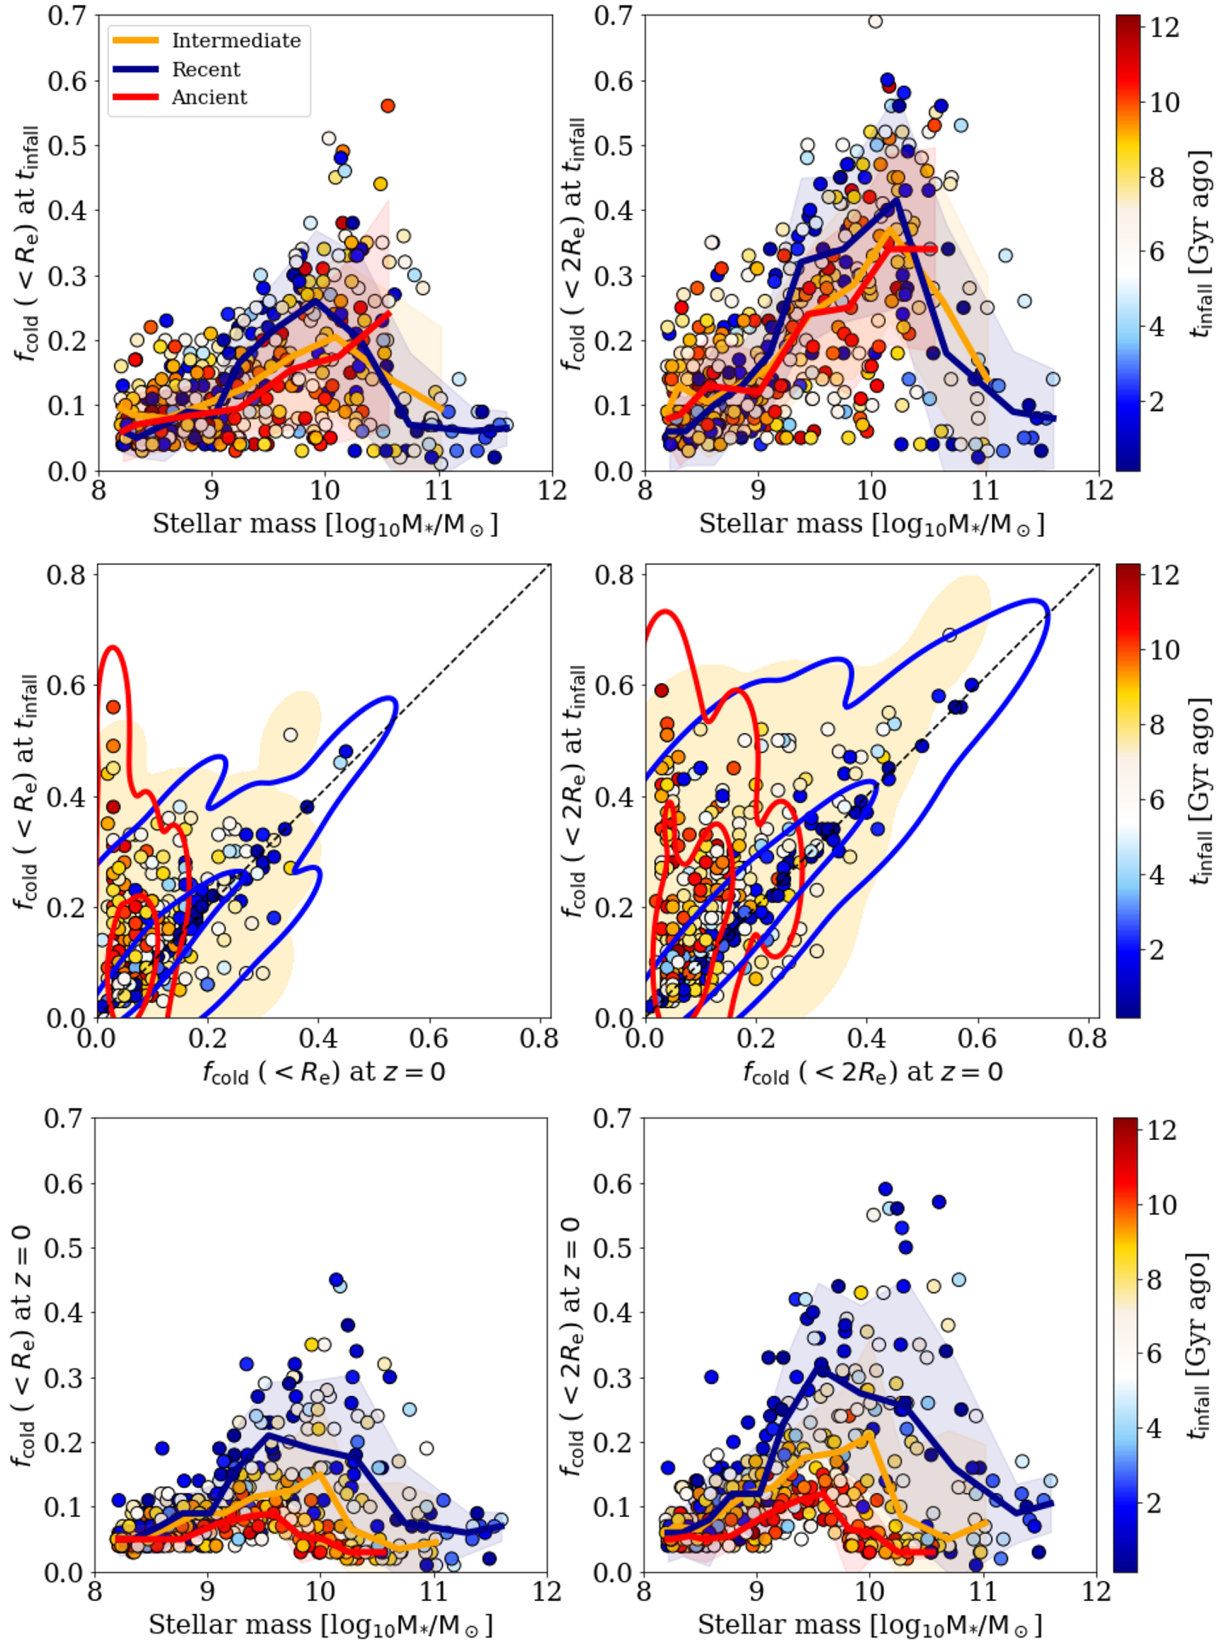 0.7
0.6
0.5
0.4
0.3
0.2
0.1
0.0
f_cold (<R_e) at t_infall
Intermediate
Recent
Ancient
8 9 10 11 12
Stellar mass [log₁₀M*/M⊙]
0.7
0.6
0.5
0.4
0.3
0.2
0.1
0.0
f_cold (<2R_e) at t_infall
8 9 10 11 12
Stellar mass [log₁₀M*/M⊙]
12
10
8
6
4
2
t_infall [Gyr ago]
0.8
0.6
0.4
0.2
0.0
f_cold (<R_e) at t_infall
0.0 0.2 0.4 0.6 0.8
f_cold (<R_e) at z=0
0.8
0.6
0.4
0.2
0.0
f_cold (<2R_e) at t_infall
0.0 0.2 0.4 0.6 0.8
f_cold (<2R_e) at z=0
12
10
8
6
4
2
t_infall [Gyr ago]
0.7
0.6
0.5
0.4
0.3
0.2
0.1
0.0
f_cold (<R_e) at z=0
8 9 10 11 12
Stellar mass [log₁₀M*/M⊙]
0.7
0.6
0.5
0.4
0.3
0.2
0.1
0.0
f_cold (<2R_e) at z=0
8 9 10 11 12
Stellar mass [log₁₀M*/M⊙]
12
10
8
6
4
2
t_infall [Gyr ago]